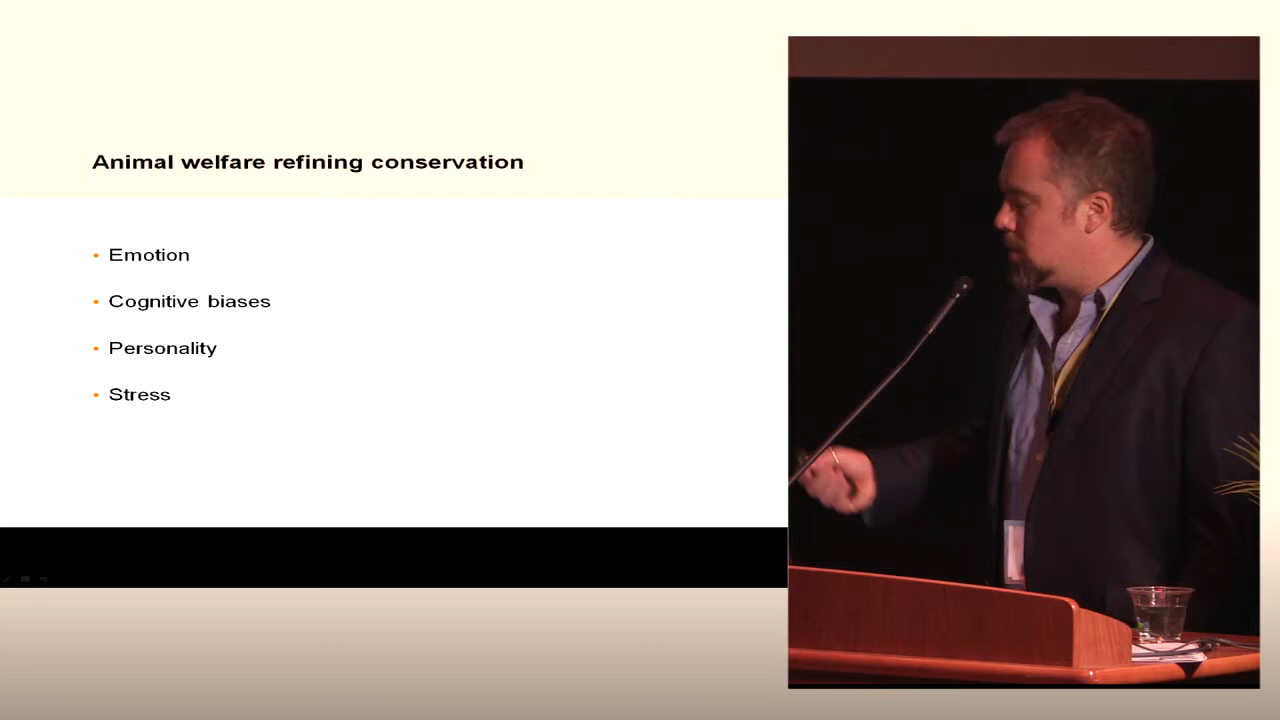 Animal welfare refining conservation
• Emotion
• Cognitive biases
• Personality
• Stress